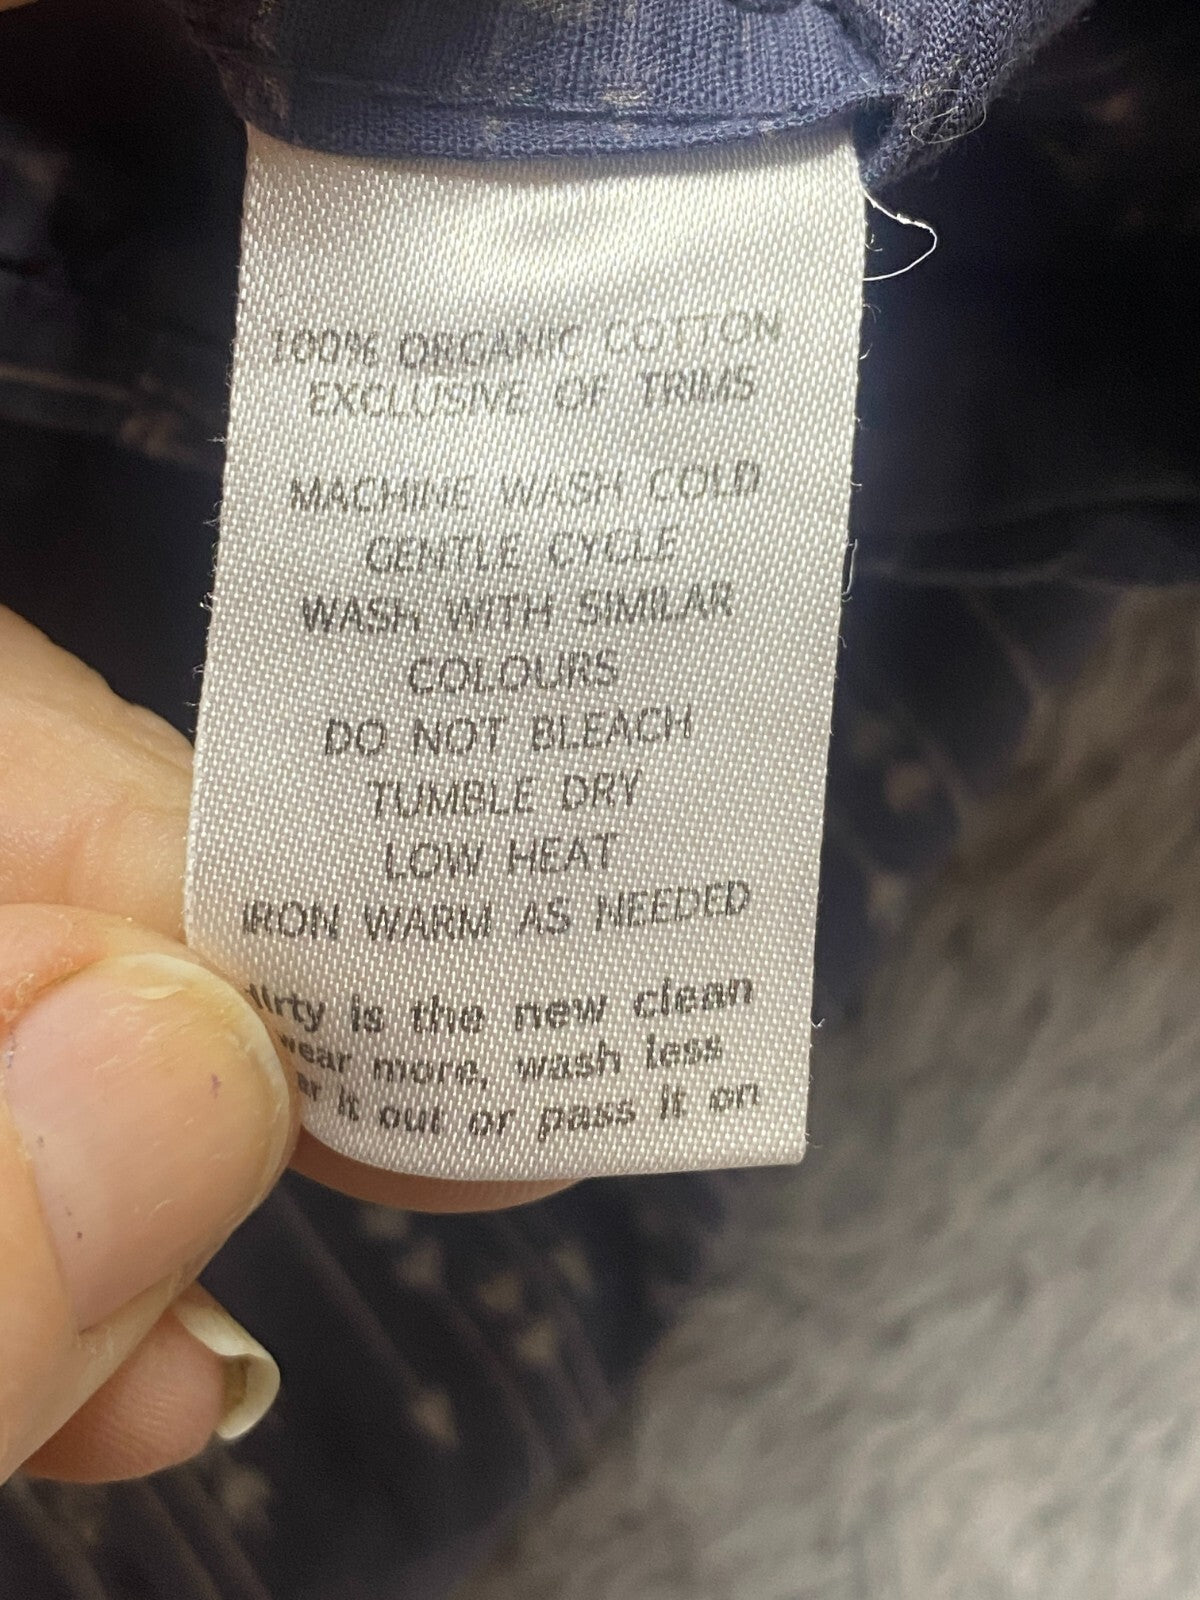 100% ORGANIC COTTON
EXCLUSIVE OF TRIMS
MACHINE WASH COLD
GENTLE CYCLE
WASH WITH SIMILAR
COLOURS
DO NOT BLEACH
TUMBLE DRY
LOW HEAT
IRON WARM AS NEEDED
dirty is the new clean
wear more, wash less
it out or pass it on